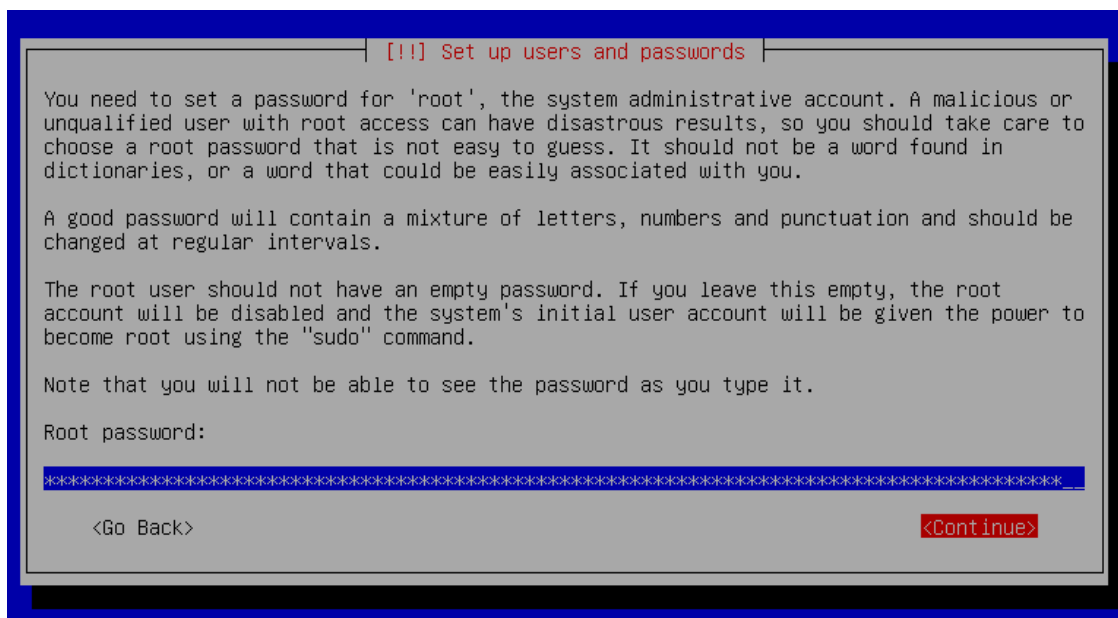 [!!] Set up users and passwords
You need to set a password for 'root', the system administrative account. A malicious or
unqualified user with root access can have disastrous results, so you should take care to
choose a root password that is not easy to guess. It should not be a word found in
dictionaries, or a word that could be easily associated with you.
A good password will contain a mixture of letters, numbers and punctuation and should be
changed at regular intervals.
The root user should not have an empty password. If you leave this empty, the root
account will be disabled and the system's initial user account will be given the power to
become root using the "sudo" command.
Note that you will not be able to see the password as you type it.
Root password:
***************************************************************************************__
<Go Back> <Continue>